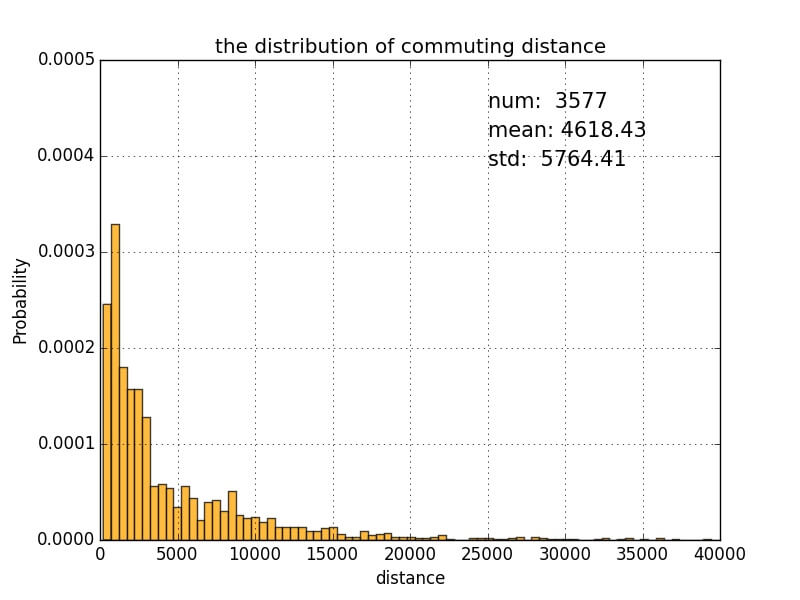 the distribution of commuting distance
0.0005
0.0004
0.0003
0.0002
0.0001
0.0000
Probability
num: 3577
mean: 4618.43
std: 5764.41
0 5000 10000 15000 20000 25000 30000 35000 40000
distance